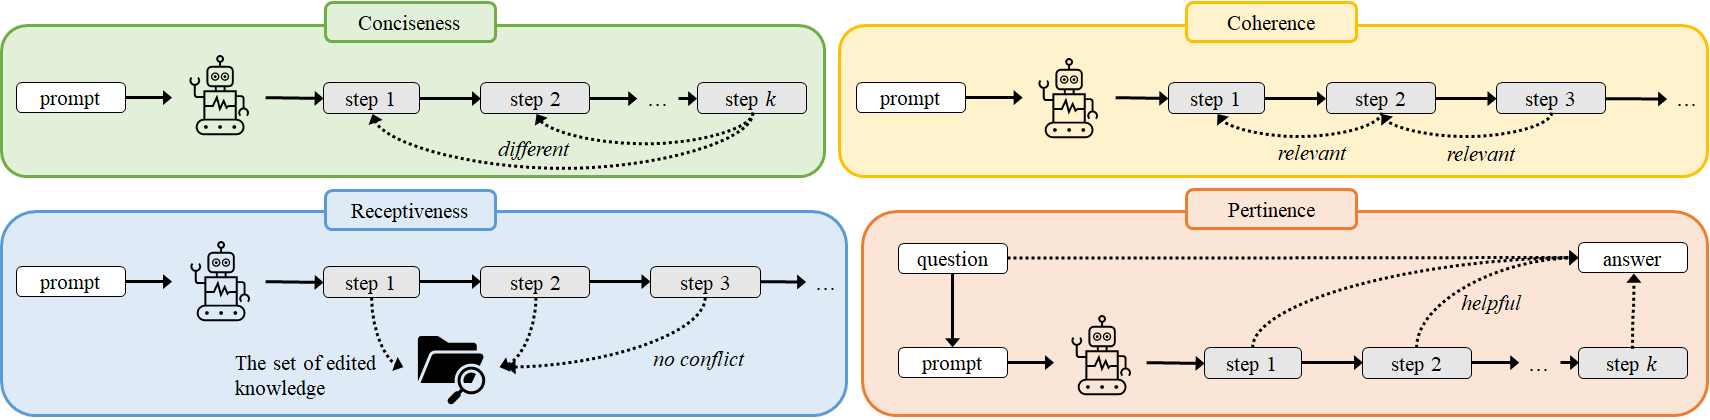 Conciseness
prompt
step 1
step 2
...
step k
different
Coherence
prompt
step 1
step 2
step 3
...
relevant
relevant
Receptiveness
prompt
step 1
step 2
step 3
...
The set of edited
knowledge
no conflict
Pertinence
question
answer
helpful
prompt
step 1
step 2
...
step k